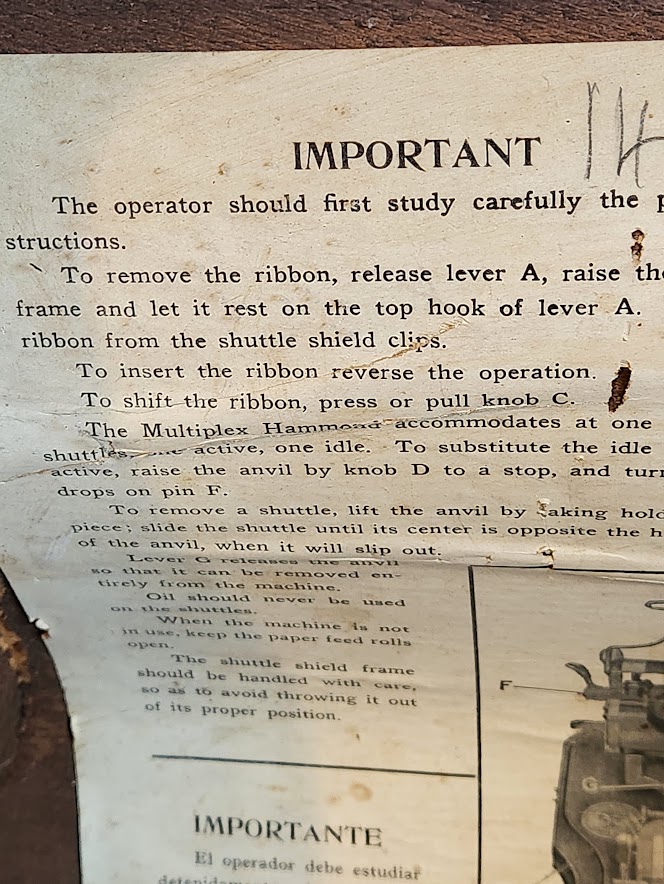 14
IMPORTANT
The operator should first study carefully the
structions.
To remove the ribbon, release lever A, raise the
frame and let it rest on the top hook of lever A.
ribbon from the shuttle shield clips.
To insert the ribbon reverse the operation.
To shift the ribbon, press or pull knob C.
The Multiplex Hammond accommodates at one
shuttles, one active, one idle. To substitute the idle
active, raise the anvil by knob D to a stop, and turn
drops on pin F.
To remove a shuttle, lift the anvil by taking hold
piece; slide the shuttle until its center is opposite the
of the anvil, when it will slip out.
Lever G releases the anvil
so that it can be removed en-
tirely from the machine.
Oil should never be used
on the shuttles.
When the machine is not
in use, keep the paper feed rolls
open.
The shuttle shield frame
should be handled with care,
so as to avoid throwing it out
of its proper position.
F
IMPORTANTE
El operador debe estudiar